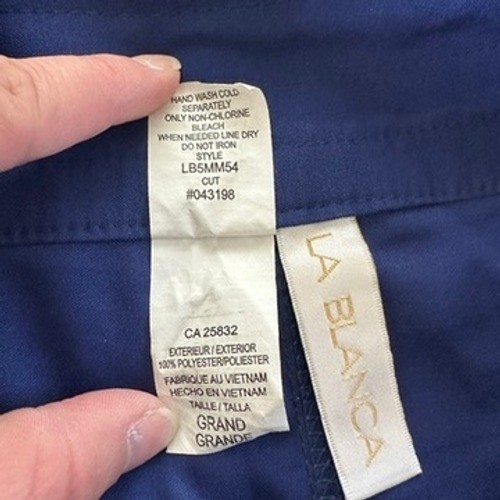 HAND WASH COLD
SEPARATELY
ONLY NON-CHLORINE
BLEACH
WHEN NEEDED LINE DRY
DO NOT IRON
STYLE
LB5MM54
CUT
#043198
CA 25832
EXTERIEUR/EXTERIOR
100% POLYESTER/POLIESTER
FABRIQUE AU VIETNAM
HECHO EN VIETNAM
TAILLE/TALLA
GRAND
GRANDE
LA BLANCA